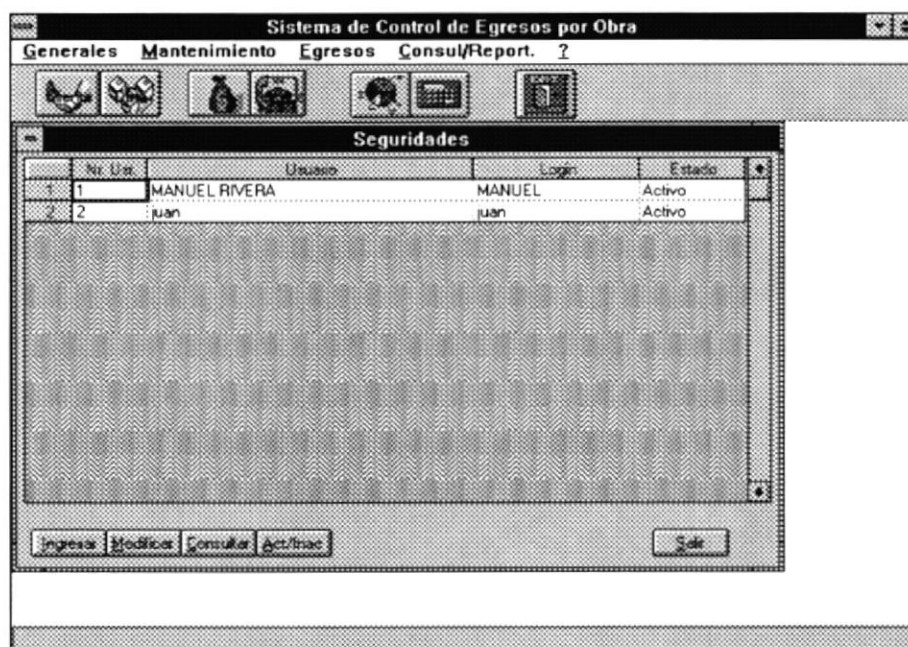 Sistema de Control de Egresos por Obra
Generales Mantenimiento Egresos Consul/Report. ?
Seguridades
Nr. Usr. Usuario Login Estado
1 1 MANUEL RIVERA MANUEL Activo
2 2 juan juan Activo
Ingresar Modificar Consultar Act/Inac Salir